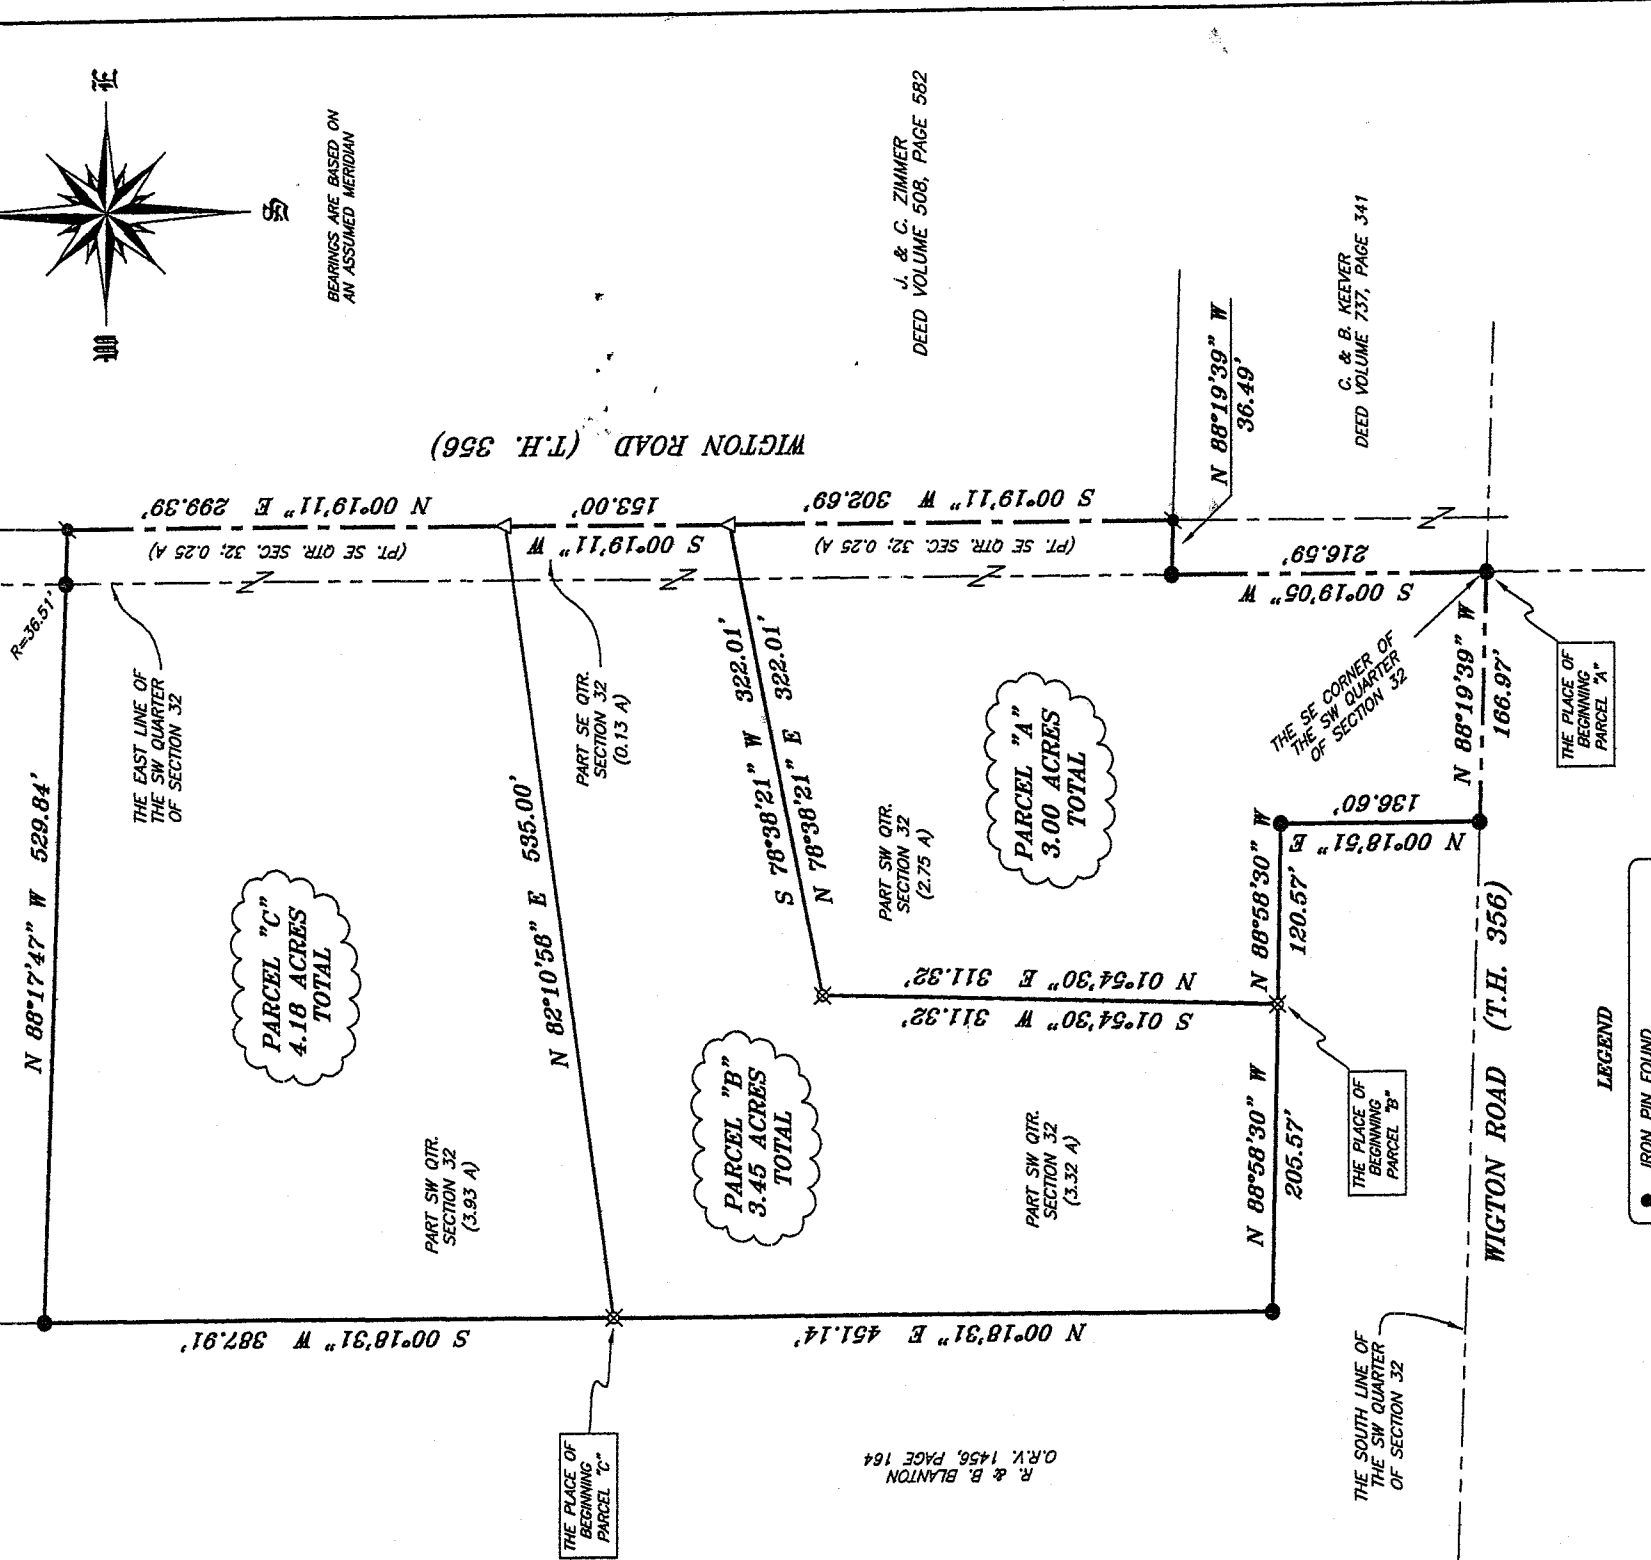 W
E
S
BEARINGS ARE BASED ON
AN ASSUMED MERIDIAN
J. & C. ZIMMER
DEED VOLUME 508, PAGE 582
C. & B. KEEVER
DEED VOLUME 737, PAGE 341
WIGTON ROAD (T.H. 356)
N 00°19'11" E 299.39'
(PT. SE QTR. SEC. 32; 0.25 A)
S 00°19'11" W
153.00'
S 00°19'11" W 302.69'
(PT. SE QTR. SEC. 32; 0.25 A)
N 88°19'39" W
36.49'
216.59'
S 00°19'05" W
R=36.51'
THE EAST LINE OF
THE SW QUARTER
OF SECTION 32
N 88°17'47" W 529.84'
PARCEL "C"
4.18 ACRES
TOTAL
PART SW QTR.
SECTION 32
(3.93 A)
N 82°10'58" E 535.00'
PART SE QTR.
SECTION 32
(0.13 A)
S 78°38'21" W 322.01'
N 78°38'21" E 322.01'
PARCEL "A"
3.00 ACRES
TOTAL
PART SW QTR.
SECTION 32
(2.75 A)
THE SE CORNER OF
THE SW QUARTER
OF SECTION 32
THE PLACE OF
BEGINNING
PARCEL "A"
N 88°19'39" W
166.97'
136.60'
N 00°18'51" E
N 88°58'30" W
120.57'
N 01°54'30" E 311.32'
S 01°54'30" W 311.32'
PARCEL "B"
3.45 ACRES
TOTAL
PART SW QTR.
SECTION 32
(3.32 A)
N 88°58'30" W
205.57'
THE PLACE OF
BEGINNING
PARCEL "B"
WIGTON ROAD (T.H. 356)
S 00°18'31" W 387.91'
N 00°18'31" E 451.14'
THE PLACE OF
BEGINNING
PARCEL "C"
R. & B. BLANTON
O.R.V. 1456, PAGE 164
THE SOUTH LINE OF
THE SW QUARTER
OF SECTION 32
LEGEND
IRON PIN FOUND